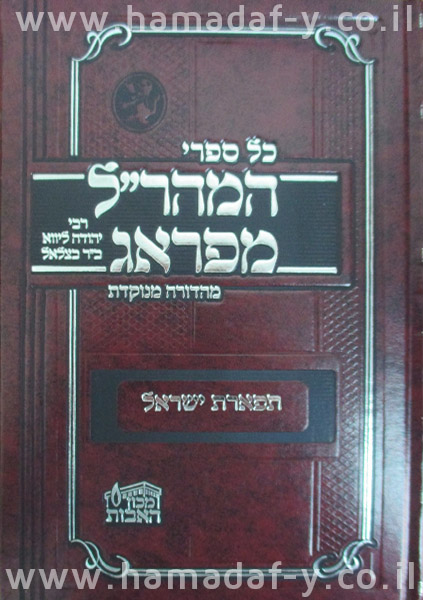 www.hamadaf-y.co.il
כל ספרי
המהר"ל
מפראג
רבי
יהודה ליווא
ב"ר בצלאל
מהדורה מנוקדת
תפארת ישראל
מכון
האבות
www.hamadaf-y.co.il